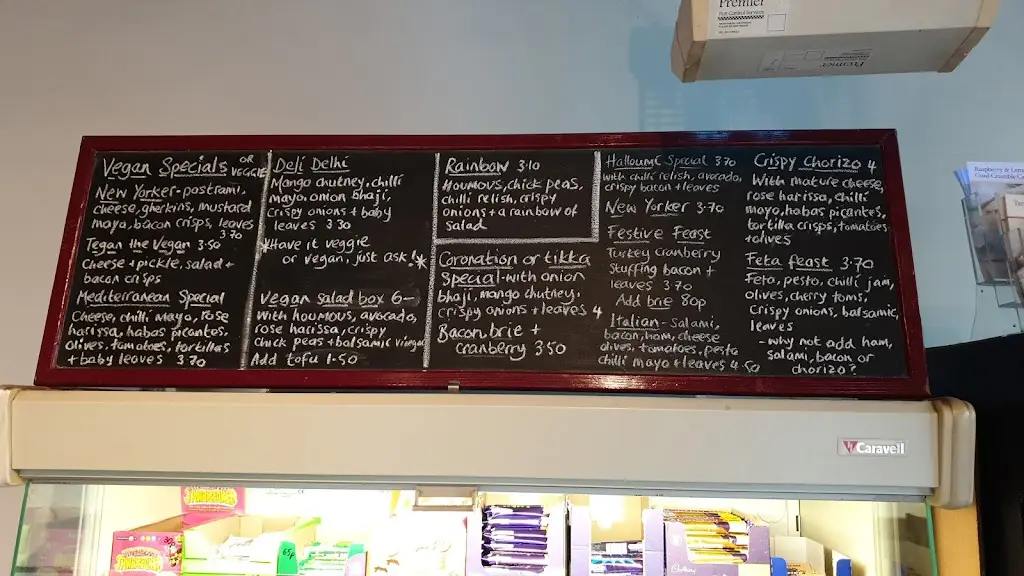 Vegan Specials OR VEGGIE
New Yorker - pastrami,
cheese, gherkins, mustard
mayo, bacon crisps, leaves
3.70
Tegan the Vegan 3.50
Cheese + pickle, salad +
bacon crisps
Mediterranean Special
Cheese, chilli mayo, rose
harissa, habas picantes,
olives, tomatoes, tortillas
+ baby leaves 3.70
Deli Delhi
Mango chutney, chilli
mayo, onion bhaji,
crispy onions + baby
leaves 3.30
*Have it veggie
or vegan, just ask!*
Vegan salad box 6-
With houmous, avocado,
rose harissa, crispy
chick peas + balsamic vinegar
Add tofu 1.50
Rainbow 3.10
Houmous, chick peas,
chilli relish, crispy
onions + a rainbow of
salad
Coronation or tikka
Special - with onion
bhaji, mango chutney,
crispy onions + leaves 4
Bacon, brie +
cranberry 3.50
Halloumi Special 3.70
with chilli relish, avocado,
crispy bacon + leaves
New Yorker 3.70
Festive Feast
Turkey cranberry
stuffing bacon +
leaves 3.70
Add brie 80p
Italian - salami,
bacon, ham, cheese
olives - tomatoes, pesto
chilli mayo + leaves 4.50
Crispy Chorizo 4
With mature cheese,
rose harissa, chilli
mayo, habas picantes,
tortilla crisps, tomatoes
+ olives
Feta feast 3.70
Feta, pesto, chilli jam,
olives, cherry toms,
crispy onions, balsamic,
leaves
- why not add ham,
salami, bacon or
chorizo?
Premier
Pest Control Services
Premier
Caravell
65p
Cadbury